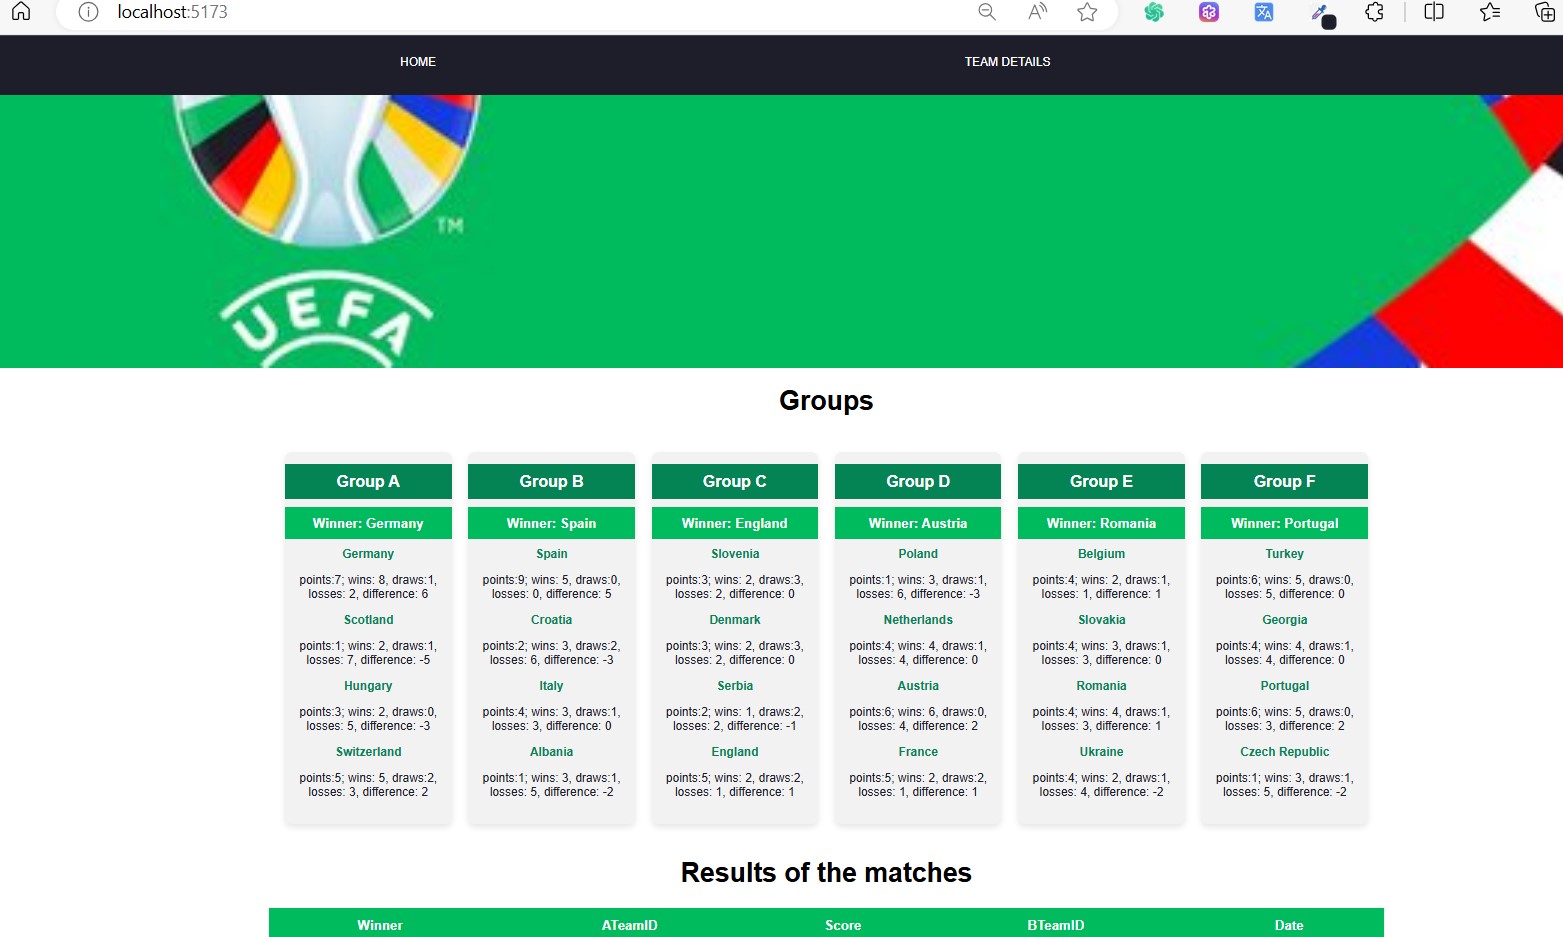 localhost:5173
HOME
TEAM DETAILS
TM
UEFA
Groups
Group A
Winner: Germany
Germany
points:7; wins: 8, draws:1,
losses: 2, difference: 6
Scotland
points:1; wins: 2, draws:1,
losses: 7, difference: -5
Hungary
points:3; wins: 2, draws:0,
losses: 5, difference: -3
Switzerland
points:5; wins: 5, draws:2,
losses: 3, difference: 2
Group B
Winner: Spain
Spain
points:9; wins: 5, draws:0,
losses: 0, difference: 5
Croatia
points:2; wins: 3, draws:2,
losses: 6, difference: -3
Italy
points:4; wins: 3, draws:1,
losses: 3, difference: 0
Albania
points:1; wins: 3, draws:1,
losses: 5, difference: -2
Group C
Winner: England
Slovenia
points:3; wins: 2, draws:3,
losses: 2, difference: 0
Denmark
points:3; wins: 2, draws:3,
losses: 2, difference: 0
Serbia
points:2; wins: 1, draws:2,
losses: 2, difference: -1
England
points:5; wins: 2, draws:2,
losses: 1, difference: 1
Group D
Winner: Austria
Poland
points:1; wins: 3, draws:1,
losses: 6, difference: -3
Netherlands
points:4; wins: 4, draws:1,
losses: 4, difference: 0
Austria
points:6; wins: 6, draws:0,
losses: 4, difference: 2
France
points:5; wins: 2, draws:2,
losses: 1, difference: 1
Group E
Winner: Romania
Belgium
points:4; wins: 2, draws:1,
losses: 1, difference: 1
Slovakia
points:4; wins: 3, draws:1,
losses: 3, difference: 0
Romania
points:4; wins: 4, draws:1,
losses: 3, difference: 1
Ukraine
points:4; wins: 2, draws:1,
losses: 4, difference: -2
Group F
Winner: Portugal
Turkey
points:6; wins: 5, draws:0,
losses: 5, difference: 0
Georgia
points:4; wins: 4, draws:1,
losses: 4, difference: 0
Portugal
points:6; wins: 5, draws:0,
losses: 3, difference: 2
Czech Republic
points:1; wins: 3, draws:1,
losses: 5, difference: -2
Results of the matches
Winner ATeamID Score BTeamID Date